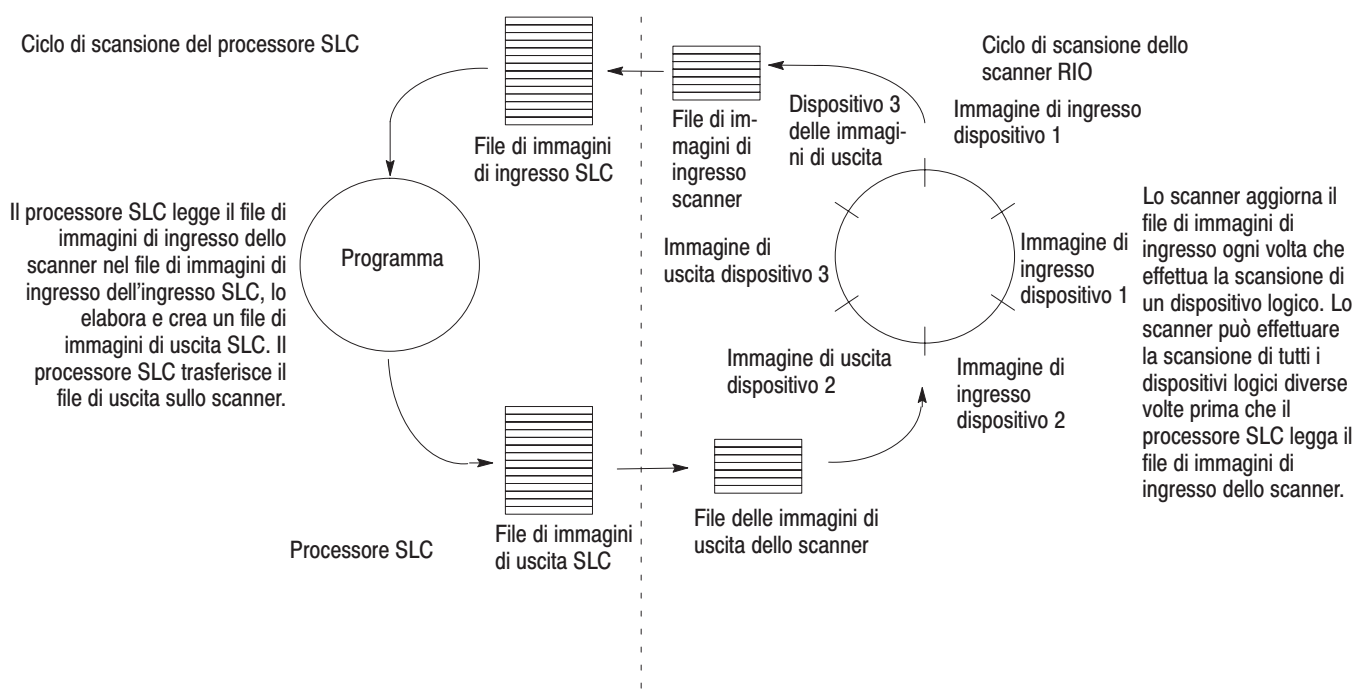 Ciclo di scansione del processore SLC
File di immagini
di ingresso SLC
Programma
Il processore SLC legge il file di
immagini di ingresso dello
scanner nel file di immagini di
ingresso dell'ingresso SLC, lo
elabora e crea un file di
immagini di uscita SLC. Il
processore SLC trasferisce il
file di uscita sullo scanner.
Processore SLC
File di immagini
di uscita SLC
File di im-
magini di
ingresso
scanner
Dispositivo 3
delle immagi-
ni di uscita
Ciclo di scansione dello
scanner RIO
Immagine di ingresso
dispositivo 1
Immagine di
uscita dispositivo 3
Immagine di
ingresso
dispositivo 1
Immagine di uscita
dispositivo 2
Immagine di
ingresso
dispositivo 2
File delle immagini di
uscita dello scanner
Lo scanner aggiorna il
file di immagini di
ingresso ogni volta che
effettua la scansione di
un dispositivo logico. Lo
scanner può effettuare
la scansione di tutti i
dispositivi logici diverse
volte prima che il
processore SLC legga il
file di immagini di
ingresso dello scanner.